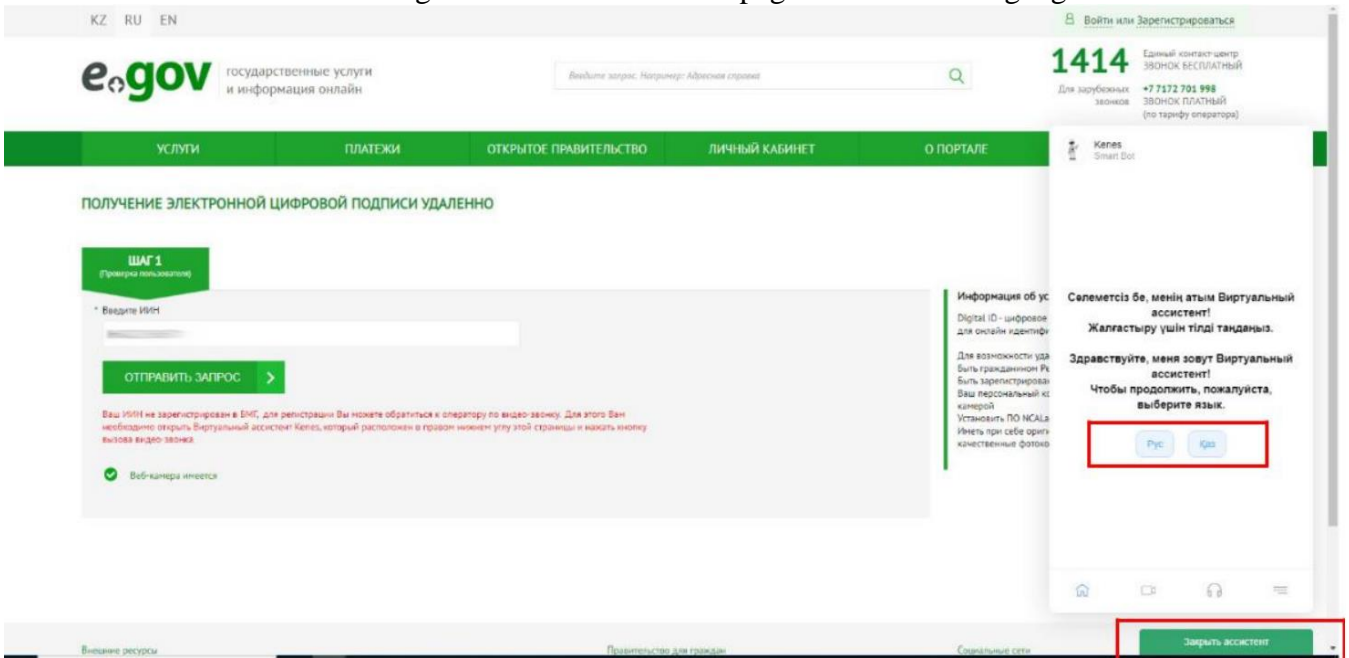 KZ RU EN
Войти или Зарегистрироваться
e.gov
государственные услуги
и информация онлайн
Введите запрос. Например: Адресная справка
1414
Единый контакт-центр
ЗВОНОК БЕСПЛАТНЫЙ
Для зарубежных
звонков
+7 7172 701 998
ЗВОНОК ПЛАТНЫЙ
(по тарифу оператора)
УСЛУГИ ПЛАТЕЖИ ОТКРЫТОЕ ПРАВИТЕЛЬСТВО ЛИЧНЫЙ КАБИНЕТ О ПОРТАЛЕ
ПОЛУЧЕНИЕ ЭЛЕКТРОННОЙ ЦИФРОВОЙ ПОДПИСИ УДАЛЕННО
ШАГ 1
(Проверка пользователя)
* Введите ИИН
ОТПРАВИТЬ ЗАПРОС
Ваш ИИН не зарегистрирован в БМГ, для регистрации Вы можете обратиться к оператору по видео-звонку. Для этого Вам
необходимо открыть Виртуальный ассистент Kenes, который расположен в правом нижнем углу этой страницы и нажать кнопку
вызова видео-звонка
Веб-камера имеется
Информация об ус
Digital ID - цифровое
для онлайн идентифи
Для возможности уда
Быть гражданином Ре
Быть зарегистрирован
Ваш персональный ко
камерой
Установить ПО NCALa
Иметь при себе ориги
качественные фотоко
Kenes
Smart Bot
Сәлеметсіз бе, менің атым Виртуальный
ассистент!
Жалғастыру үшін тілді таңдаңыз.
Здравствуйте, меня зовут Виртуальный
ассистент!
Чтобы продолжить, пожалуйста,
выберите язык.
Рус Қаз
Закрыть ассистент
Внешние ресурсы Правительство для граждан Социальные сети